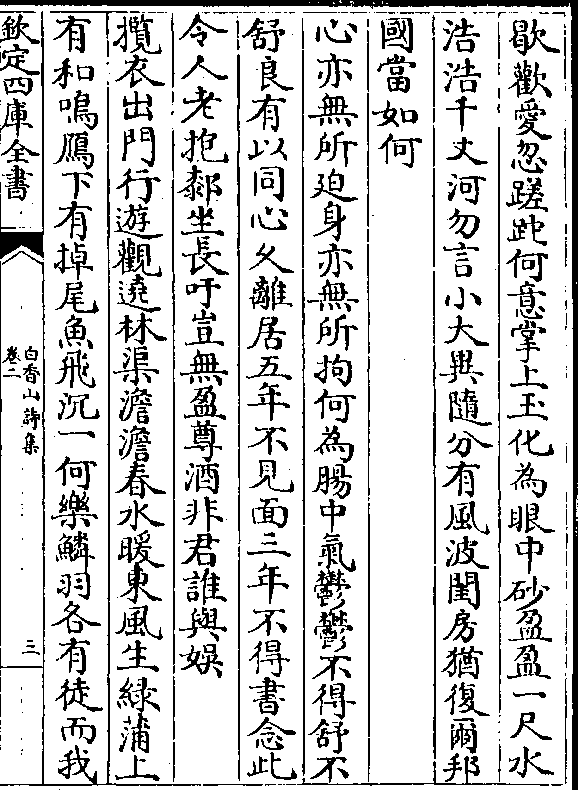 歇歡愛忽蹉跎何意掌上玉化為眼中砂盈盈一尺水
浩浩千丈河勿言小大異隨分有風波閨房猶復爾邦
國當如何
心亦無所廹身亦無所拘何為腸中氣鬱鬱不得舒不
舒良有以同心久離居五年不見面三年不得書念此
令人老抱䣛坐長吁豈無盈尊酒非君誰與娱
攬衣出門行遊觀遶林渠澹澹春水暖東風生綠蒲上
有和鳴鴈下有掉尾魚飛沉一何樂鱗羽各有徒而我
欽定四庫全書
白香山詩集
卷二
三